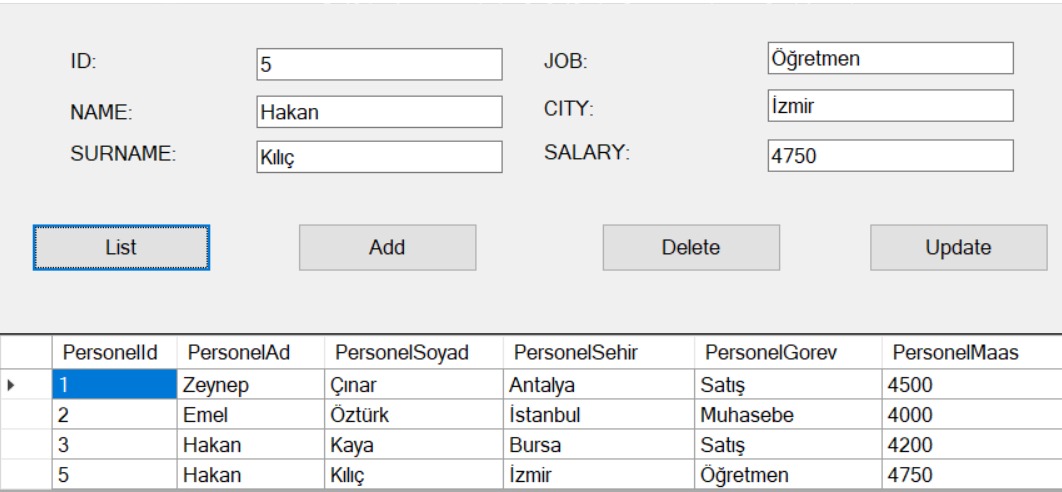 ID: 5 JOB: Öğretmen
NAME: Hakan CITY: İzmir
SURNAME: Kılıç SALARY: 4750
List Add Delete Update
PersonelId PersonelAd PersonelSoyad PersonelSehir PersonelGorev PersonelMaas
1 Zeynep Çınar Antalya Satış 4500
2 Emel Öztürk İstanbul Muhasebe 4000
3 Hakan Kaya Bursa Satış 4200
5 Hakan Kılıç İzmir Öğretmen 4750